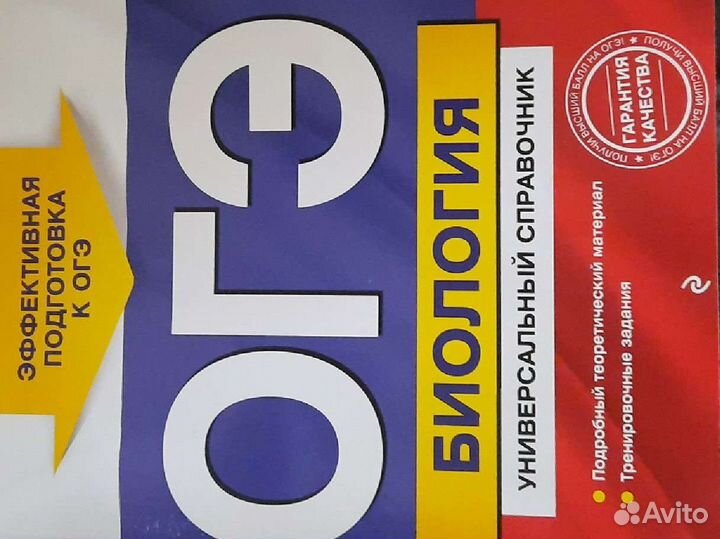 ЭФФЕКТИВНАЯ
ПОДГОТОВКА
К ОГЭ
ОГЭ
БИОЛОГИЯ
УНИВЕРСАЛЬНЫЙ СПРАВОЧНИК
Подробный теоретический материал
Тренировочные задания
ПОЛУЧИ ВЫСШИЙ БАЛЛ НА ОГЭ! ★ ПОЛУЧИ ВЫСШИЙ БАЛЛ НА ОГЭ! ★
ГАРАНТИЯ
КАЧЕСТВА
Avito